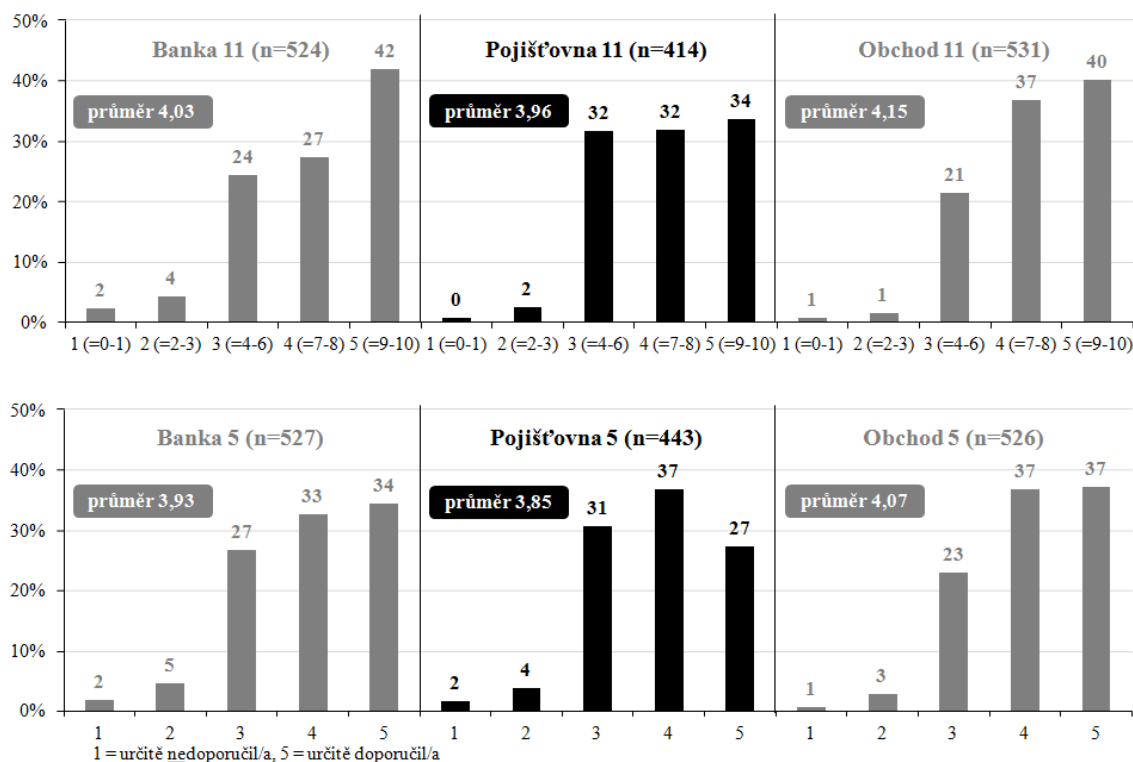 50%
40%
30%
20%
10%
0%
Banka 11 (n=524)
průměr 4,03
2
4
24
27
42
1 (=0-1) 2 (=2-3) 3 (=4-6) 4 (=7-8) 5 (=9-10)
Pojišťovna 11 (n=414)
průměr 3,96
0
2
32
32
34
1 (=0-1) 2 (=2-3) 3 (=4-6) 4 (=7-8) 5 (=9-10)
Obchod 11 (n=531)
průměr 4,15
1
1
21
37
40
1 (=0-1) 2 (=2-3) 3 (=4-6) 4 (=7-8) 5 (=9-10)
50%
40%
30%
20%
10%
0%
Banka 5 (n=527)
průměr 3,93
2
5
27
33
34
1 2 3 4 5
Pojišťovna 5 (n=443)
průměr 3,85
2
4
31
37
27
1 2 3 4 5
Obchod 5 (n=526)
průměr 4,07
1
3
23
37
37
1 2 3 4 5
1 = určitě nedoporučil/a, 5 = určitě doporučil/a